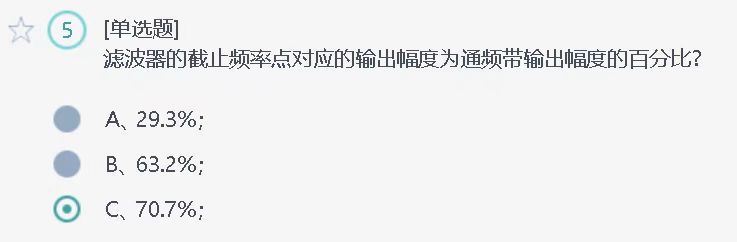 5 [单选题]
滤波器的截止频率点对应的输出幅度为通频带输出幅度的百分比?
A、29.3%;
B、63.2%;
C、70.7%;